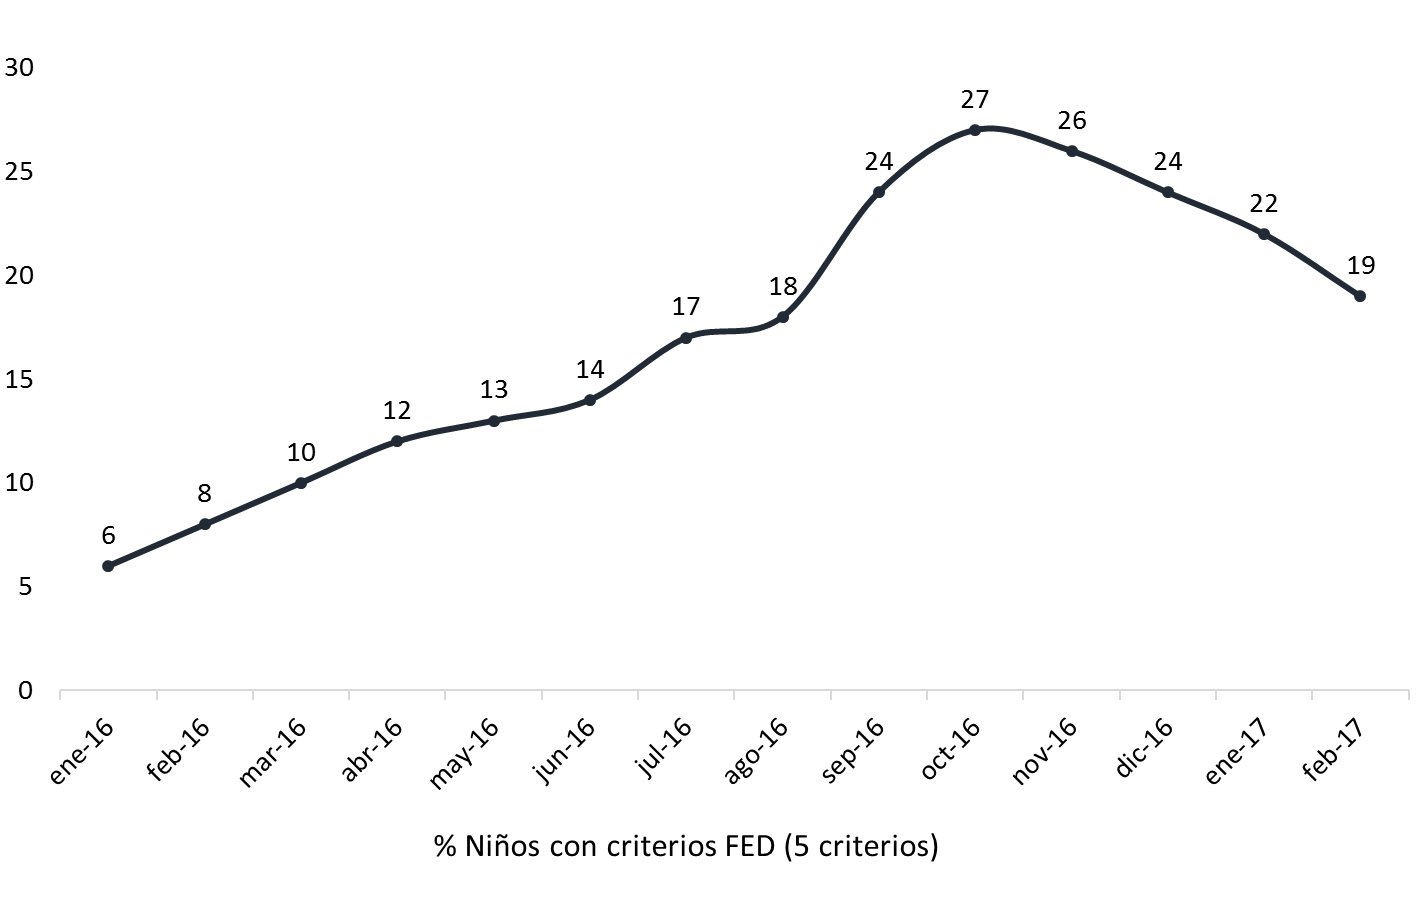 30
25
20
15
10
5
0
6
8
10
12
13
14
17
18
24
27
26
24
22
19
ene-16
feb-16
mar-16
abr-16
may-16
jun-16
jul-16
ago-16
sep-16
oct-16
nov-16
dic-16
ene-17
feb-17
% Niños con criterios FED (5 criterios)